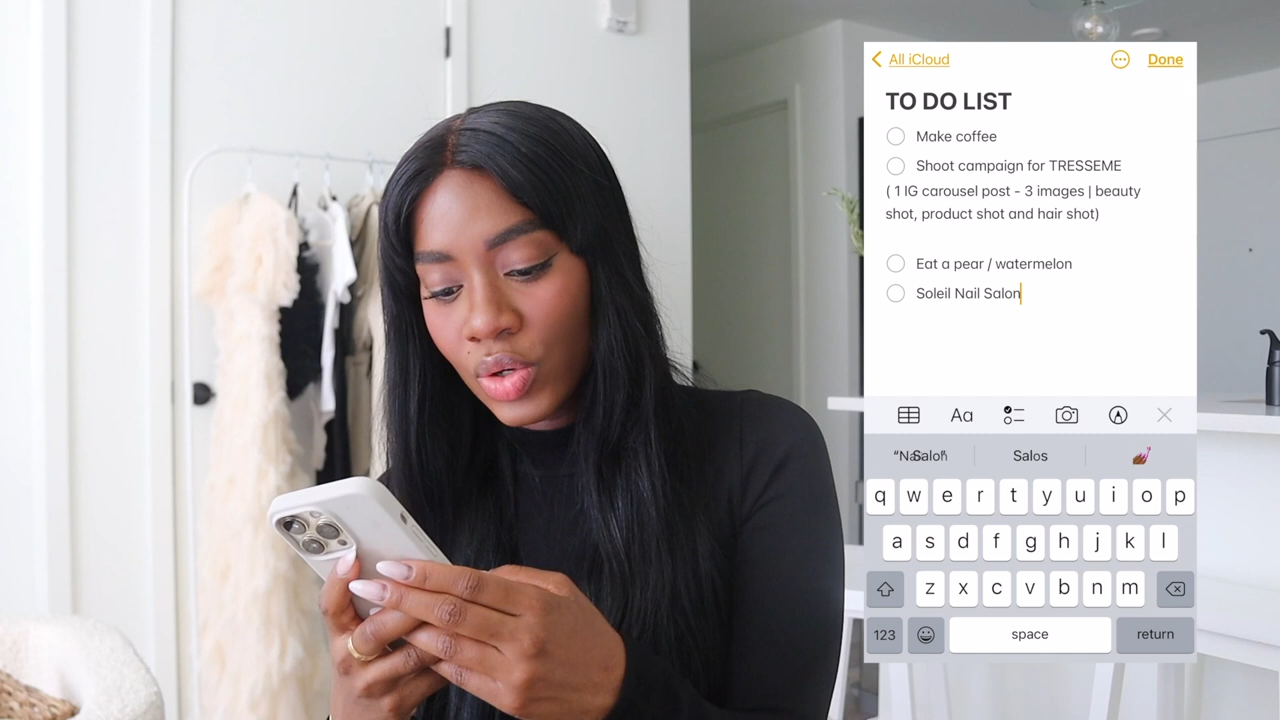 All iCloud
Done
TO DO LIST
Make coffee
Shoot campaign for TRESSEME
( 1 IG carousel post - 3 images | beauty
shot, product shot and hair shot)
Eat a pear / watermelon
Soleil Nail Salon
Aa
Salos
q w e r t y u i o p
a s d f g h j k l
z x c v b n m
123
space
return